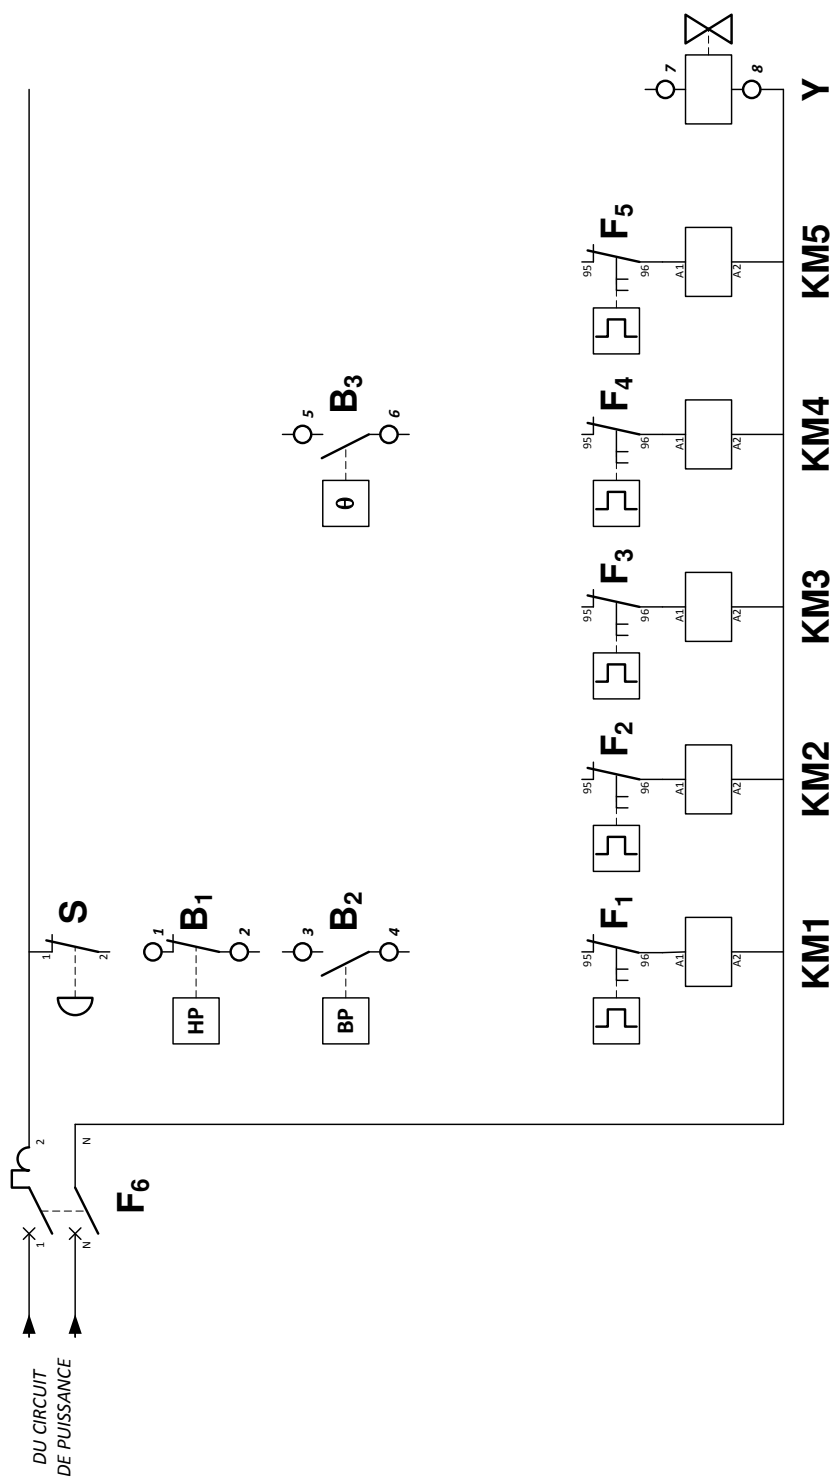 DU CIRCUIT
DE PUISSANCE
1
2
N
N
F6
S
1
2
HP
B1
1
2
BP
B2
3
4
θ
B3
5
6
F1
95
96
A1
A2
KM1
F2
95
96
A1
A2
KM2
F3
95
96
A1
A2
KM3
F4
95
96
A1
A2
KM4
F5
95
96
A1
A2
KM5
7
8
Y